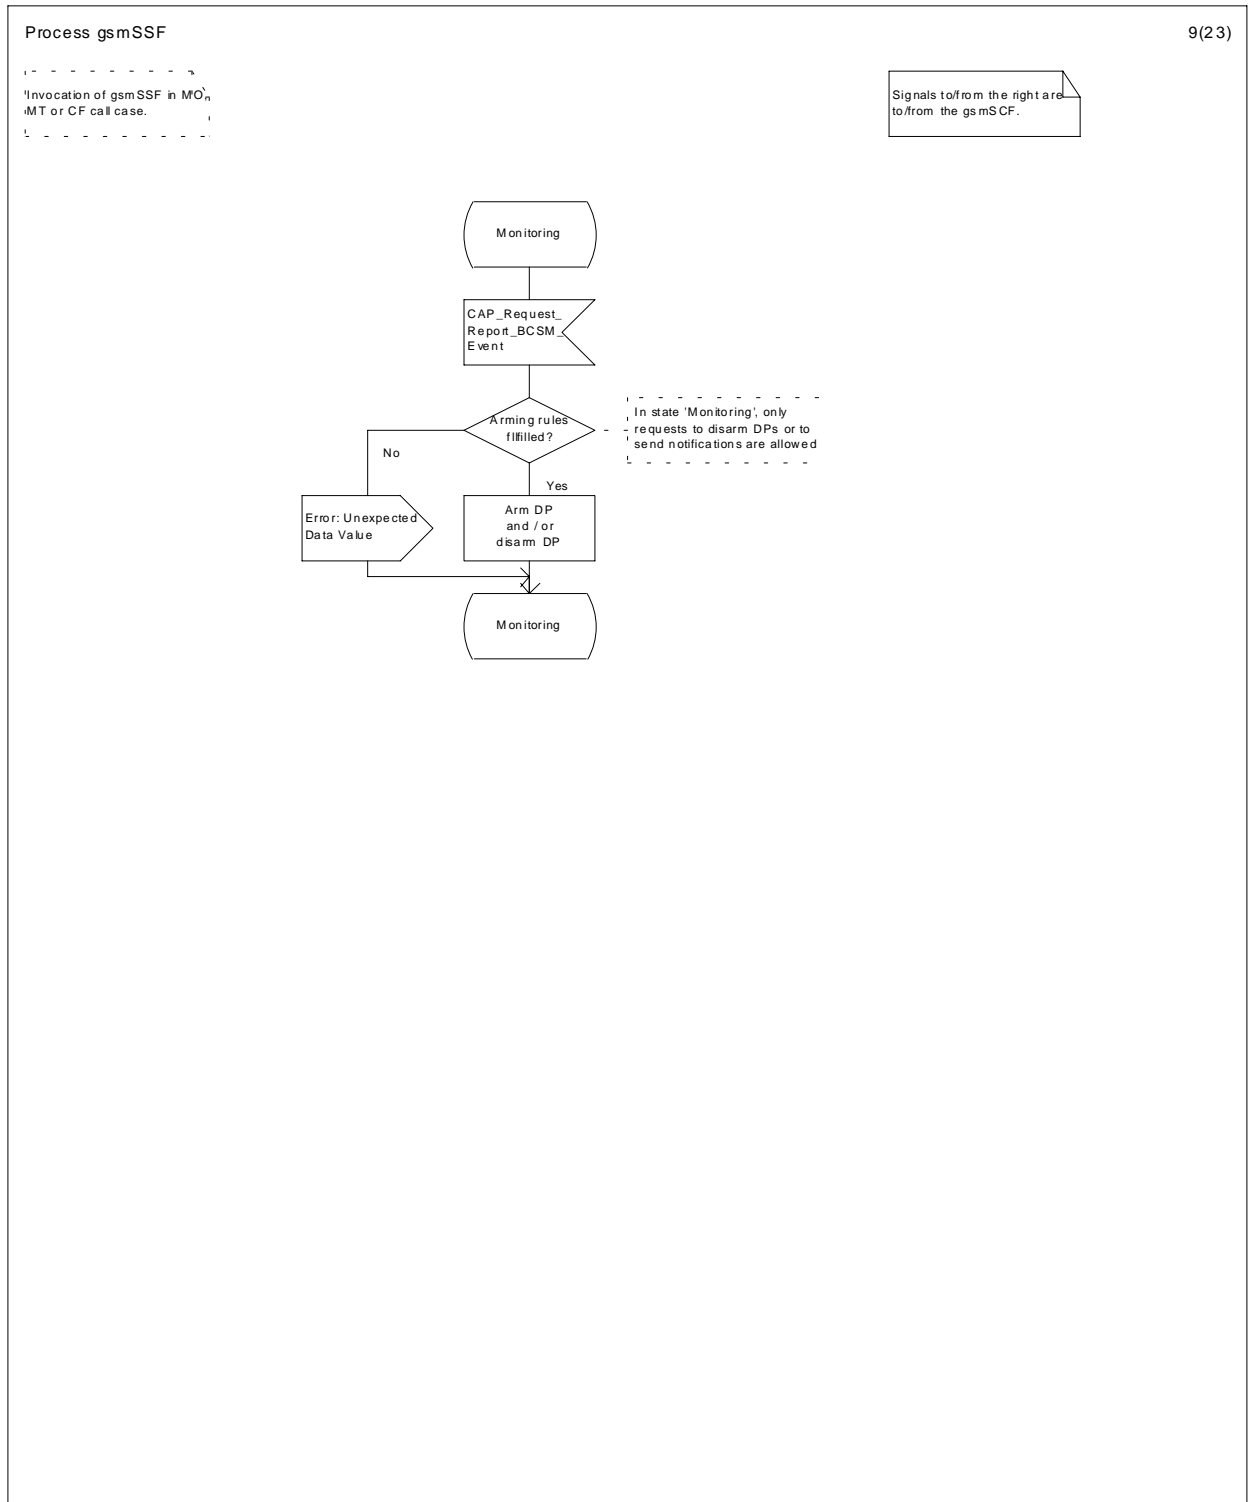 Process gsmSSF
9(23)
Invocation of gsmSSF in MO,
MT or CF call case.
Signals to/from the right are
to/from the gsmSCF.
Monitoring
CAP_Request_
Report_BCSM_
Event
Arming rules
flfilled?
In state 'Monitoring', only
requests to disarm DPs or to
send notifications are allowed
No
Yes
Error: Unexpected
Data Value
Arm DP
and / or
disarm DP
Monitoring